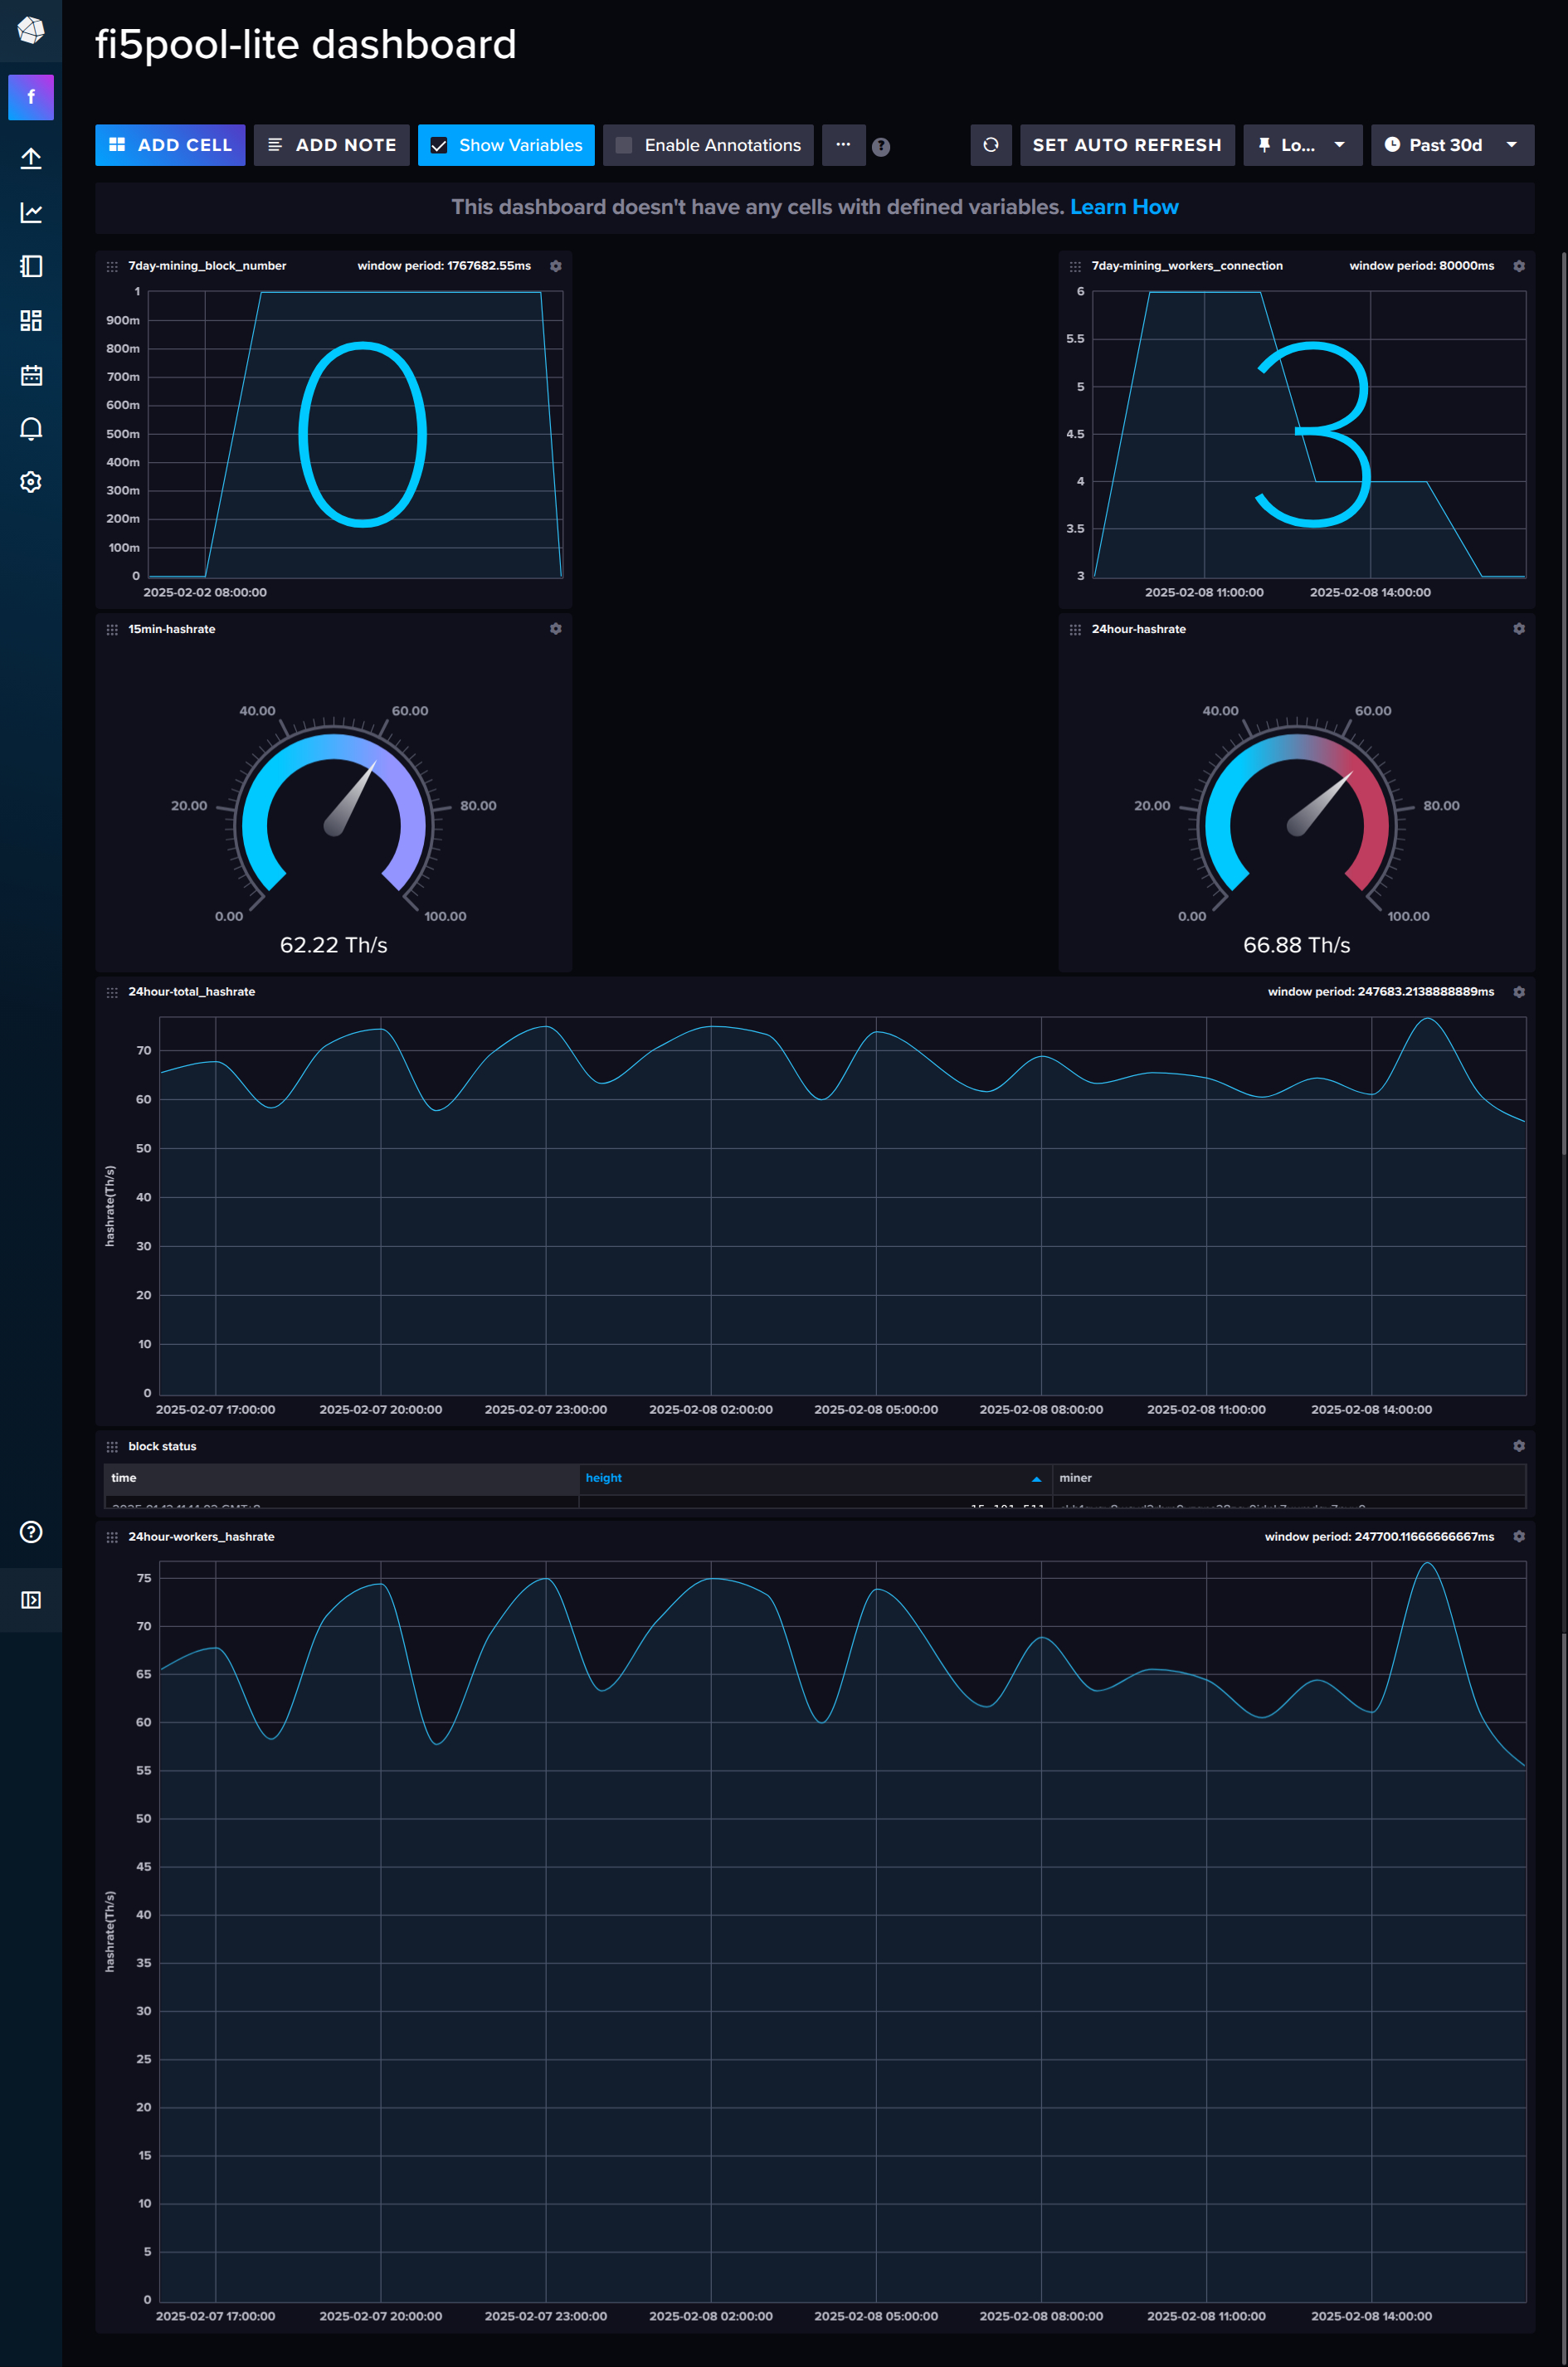 fi5pool-lite dashboard
f
ADD CELL
ADD NOTE
Show Variables
Enable Annotations
...
?
SET AUTO REFRESH
Lo...
Past 30d
This dashboard doesn't have any cells with defined variables. Learn How
7day-mining_block_number
window period: 1767682.55ms
1
900m
800m
700m
600m
500m
400m
300m
200m
100m
0
0
2025-02-02 08:00:00
7day-mining_workers_connection
window period: 80000ms
6
5.5
5
4.5
4
3.5
3
3
2025-02-08 11:00:00
2025-02-08 14:00:00
15min-hashrate
0.00
20.00
40.00
60.00
80.00
100.00
62.22 Th/s
24hour-hashrate
0.00
20.00
40.00
60.00
80.00
100.00
66.88 Th/s
24hour-total_hashrate
window period: 247683.2138888889ms
hashrate(Th/s)
70
60
50
40
30
20
10
0
2025-02-07 17:00:00
2025-02-07 20:00:00
2025-02-07 23:00:00
2025-02-08 02:00:00
2025-02-08 05:00:00
2025-02-08 08:00:00
2025-02-08 11:00:00
2025-02-08 14:00:00
block status
time
height
miner
24hour-workers_hashrate
window period: 247700.11666666667ms
hashrate(Th/s)
75
70
65
60
55
50
45
40
35
30
25
20
15
10
5
0
2025-02-07 17:00:00
2025-02-07 20:00:00
2025-02-07 23:00:00
2025-02-08 02:00:00
2025-02-08 05:00:00
2025-02-08 08:00:00
2025-02-08 11:00:00
2025-02-08 14:00:00
?